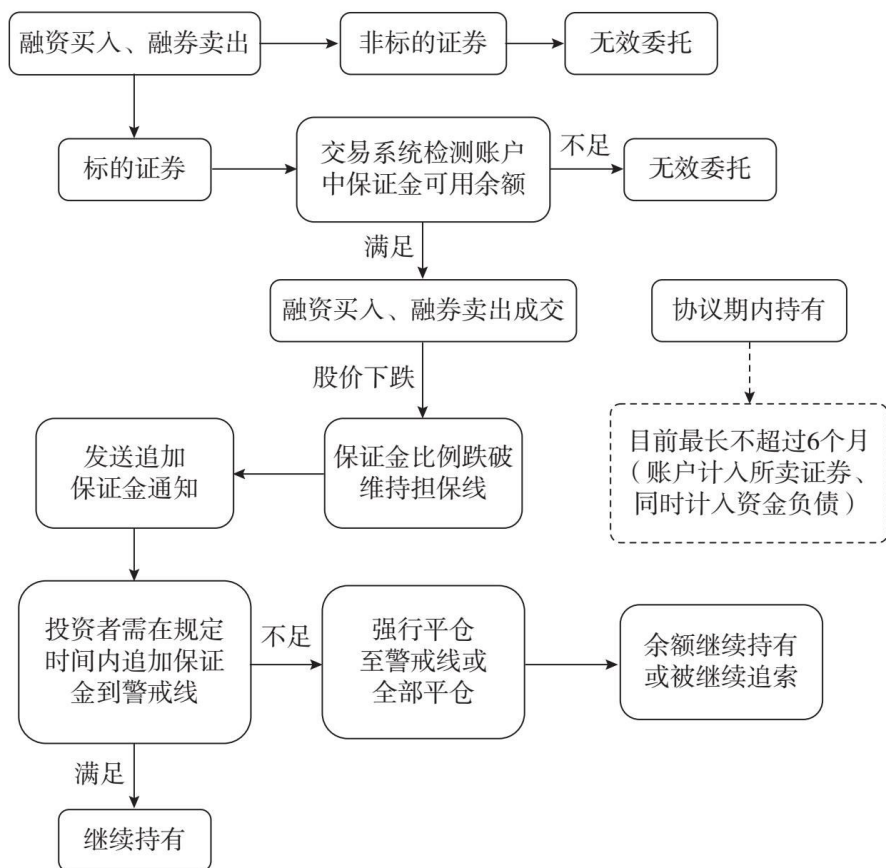 融资买入、融券卖出
非标的证券
无效委托
标的证券
交易系统检测账户
中保证金可用余额
不足
无效委托
满足
融资买入、融券卖出成交
协议期内持有
股价下跌
发送追加
保证金通知
保证金比例跌破
维持担保线
目前最长不超过6个月
（账户计入所卖证券、
同时计入资金负债）
投资者需在规定
时间内追加保证
金到警戒线
不足
强行平仓
至警戒线或
全部平仓
余额继续持有
或被继续追索
满足
继续持有